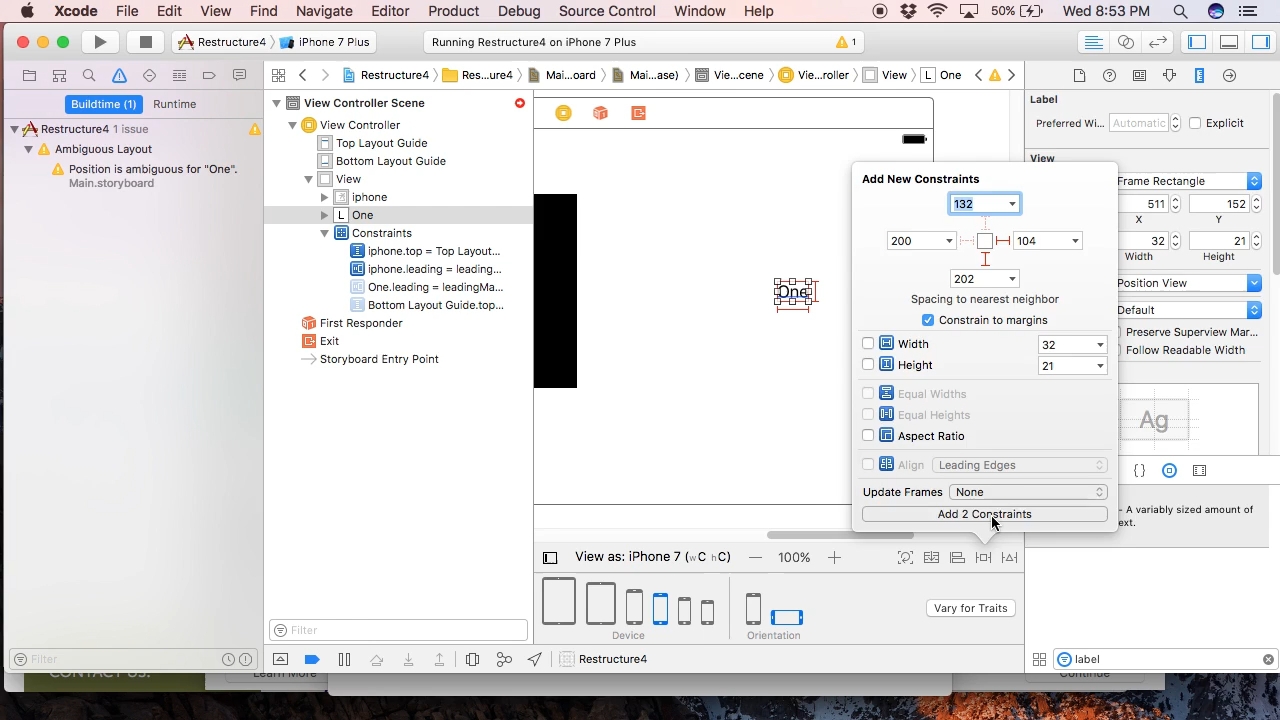 Xcode File Edit View Find Navigate Editor Product Debug Source Control Window Help 50% Wed 8:53 PM
Restructure4 iPhone 7 Plus Running Restructure4 on iPhone 7 Plus 1
Restructure4 Res...ure4 Mai...oard Mai...ase) Vie...cene Vie...roller View L One
Buildtime (1) Runtime
Restructure4 1 issue
Ambiguous Layout
Position is ambiguous for "One".
Main.storyboard
View Controller Scene
View Controller
Top Layout Guide
Bottom Layout Guide
View
iphone
L One
Constraints
iphone.top = Top Layout...
iphone.leading = leading...
One.leading = leadingMa...
Bottom Layout Guide.top...
First Responder
Exit
Storyboard Entry Point
One
Add New Constraints
132
200 104
202
Spacing to nearest neighbor
Constrain to margins
Width 32
Height 21
Equal Widths
Equal Heights
Aspect Ratio
Align Leading Edges
Update Frames None
Add 2 Constraints
Label
Preferred Wi... Automatic Explicit
View
Frame Rectangle
511 152
X Y
32 21
Width Height
Position View
Default
Preserve Superview Mar...
Follow Readable Width
Ag
{ }
- A variably sized amount of
ext.
View as: iPhone 7 (wC hC) — 100% +
Device Orientation
Vary for Traits
Filter
Filter
Restructure4
label
CONTACT US:
Learn More
Continue